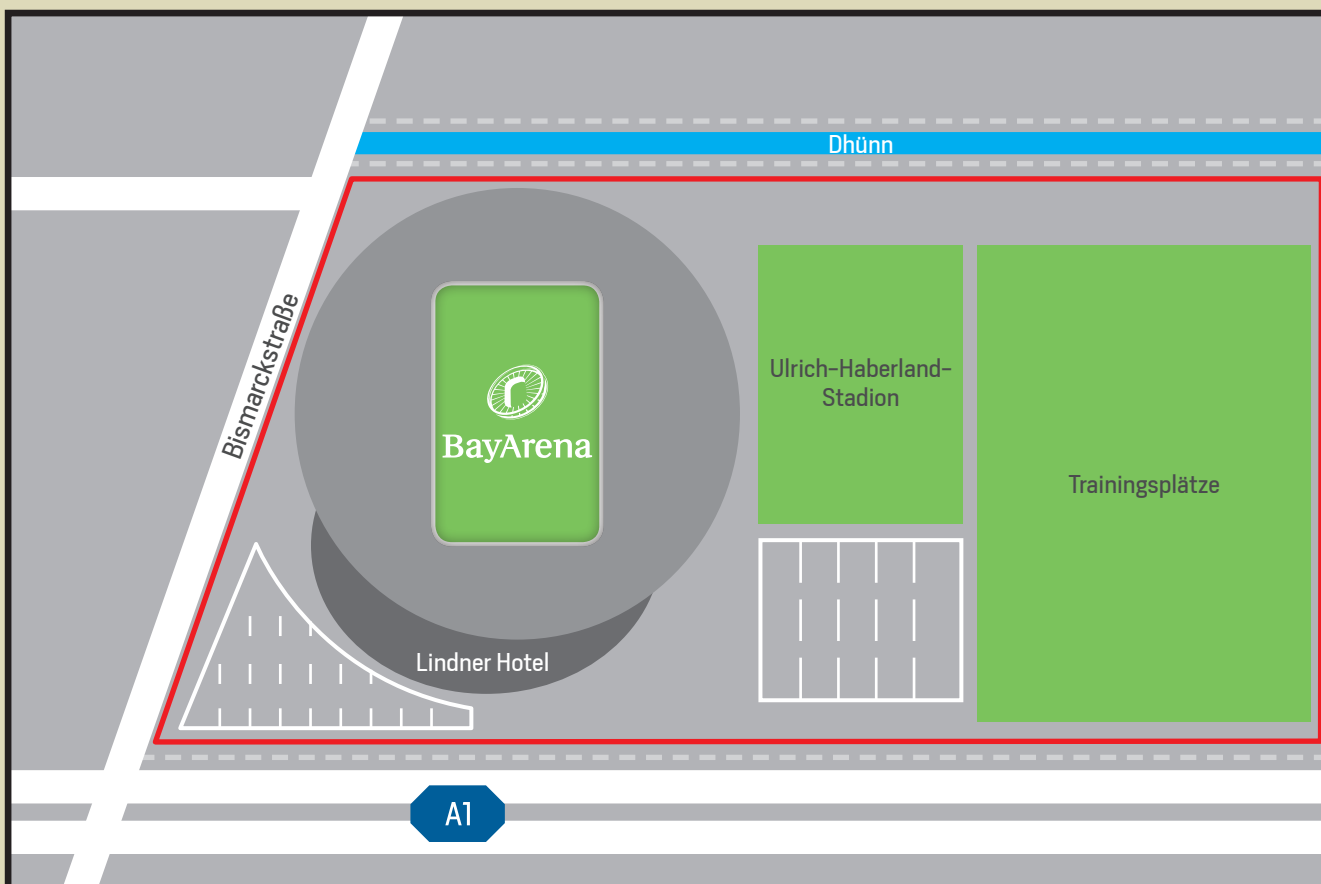 Dhünn
Bismarckstraße
BayArena
Ulrich-Haberland-
Stadion
Trainingsplätze
Lindner Hotel
A1